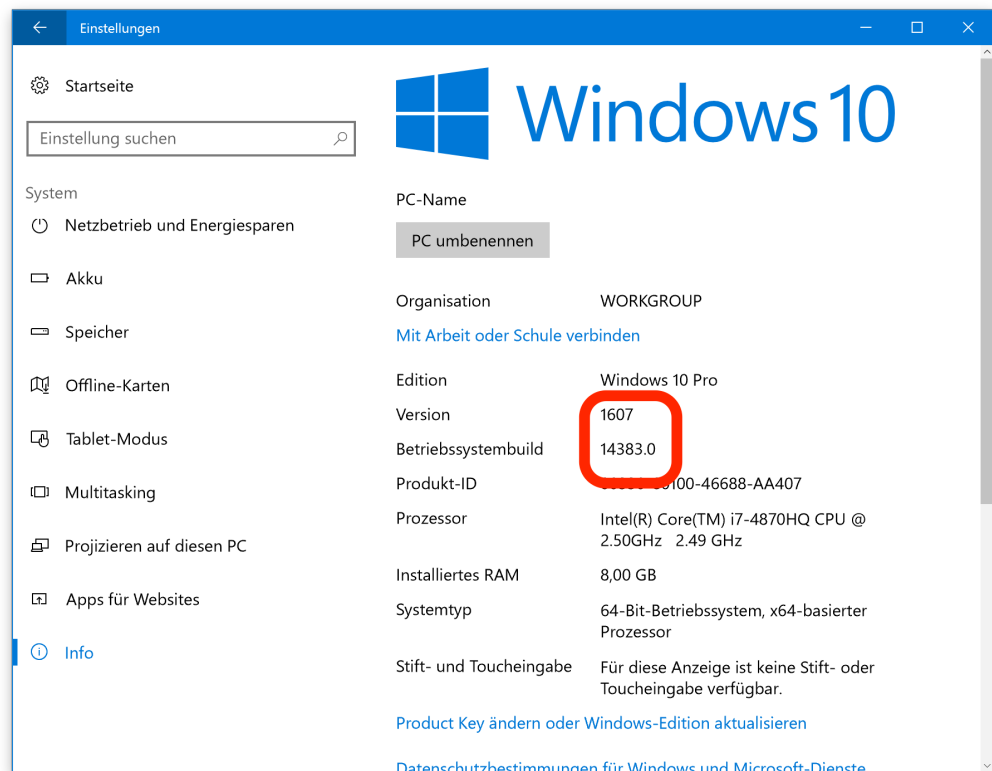 Einstellungen
Startseite
Einstellung suchen
System
Netzbetrieb und Energiesparen
Akku
Speicher
Offline-Karten
Tablet-Modus
Multitasking
Projizieren auf diesen PC
Apps für Websites
Info
Windows 10
PC-Name
PC umbenennen
Organisation WORKGROUP
Mit Arbeit oder Schule verbinden
Edition Windows 10 Pro
Version 1607
Betriebssystembuild 14383.0
Produkt-ID -46688-AA407
Prozessor Intel(R) Core(TM) i7-4870HQ CPU @
2.50GHz 2.49 GHz
Installiertes RAM 8,00 GB
Systemtyp 64-Bit-Betriebssystem, x64-basierter
Prozessor
Stift- und Toucheingabe Für diese Anzeige ist keine Stift- oder
Toucheingabe verfügbar.
Product Key ändern oder Windows-Edition aktualisieren
Datenschutzbestimmungen für Windows und Microsoft-Dienste